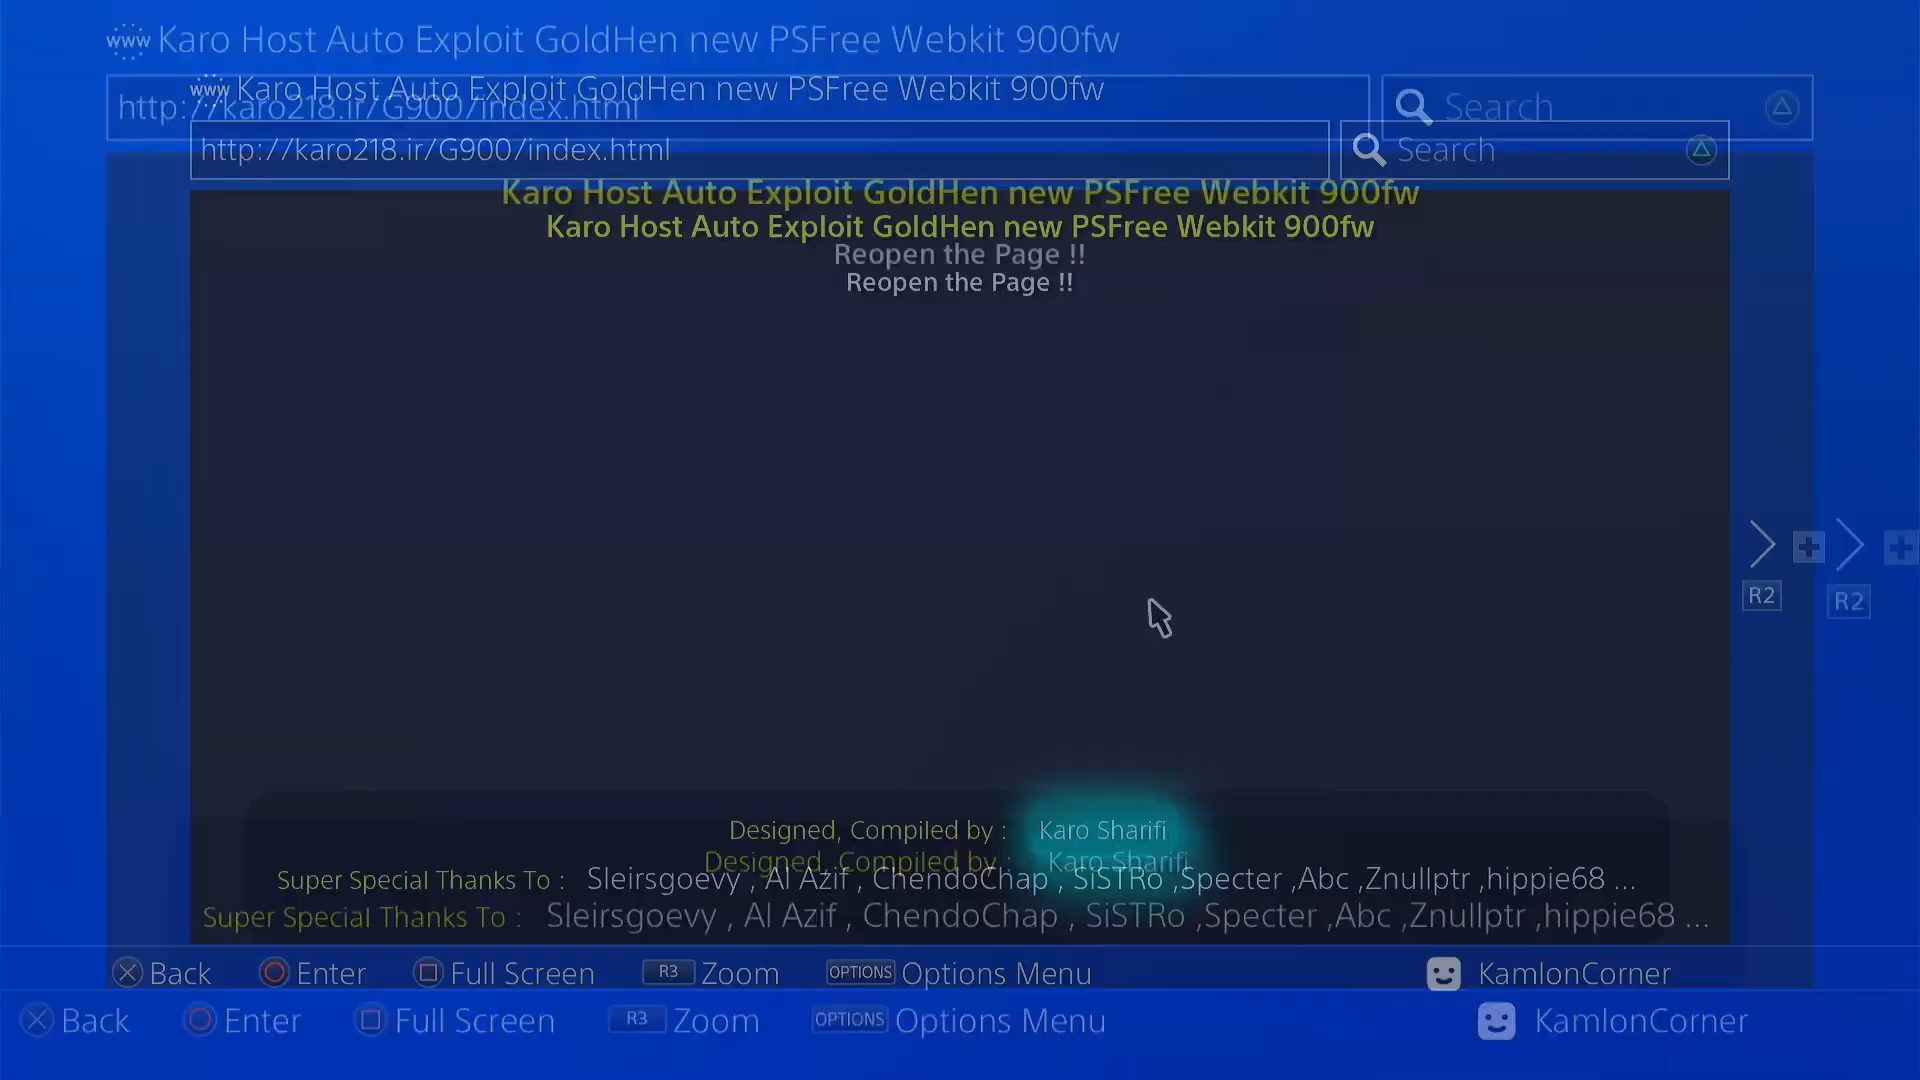 www Karo Host Auto Exploit GoldHen new PSFree Webkit 900fw
www Karo Host Auto Exploit GoldHen new PSFree Webkit 900fw
http://karo218.ir/G900/index.html
Search
http://karo218.ir/G900/index.html
Search
Karo Host Auto Exploit GoldHen new PSFree Webkit 900fw
Karo Host Auto Exploit GoldHen new PSFree Webkit 900fw
Reopen the Page !!
Reopen the Page !!
R2
R2
Designed, Compiled by : Karo Sharifi
Designed, Compiled by : Karo Sharifi
Super Special Thanks To : Sleirsgoevy , Al Azif , ChendoChap , SiSTRo ,Specter ,Abc ,Znullptr ,hippie68 ...
Super Special Thanks To : Sleirsgoevy , Al Azif , ChendoChap , SiSTRo ,Specter ,Abc ,Znullptr ,hippie68 ...
Back Enter Full Screen R3 Zoom OPTIONS Options Menu KamlonCorner
Back Enter Full Screen R3 Zoom OPTIONS Options Menu KamlonCorner